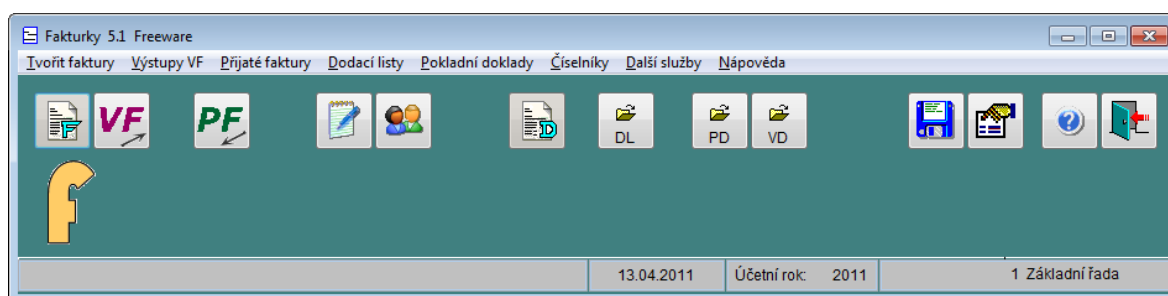 Fakturky 5.1 Freeware
Tvořit faktury Výstupy VF Přijaté faktury Dodací listy Pokladní doklady Číselníky Další služby Nápověda
F VF PF D DL PD VD ?
f
13.04.2011 Účetní rok: 2011 1 Základní řada